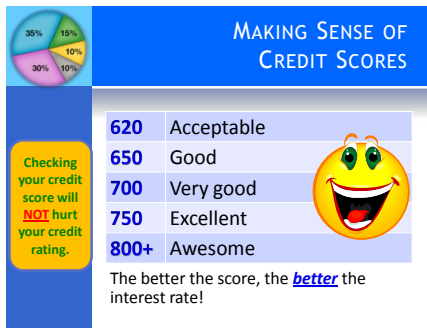 35%
15%
10%
10%
30%
MAKING SENSE OF
CREDIT SCORES
Checking
your credit
score will
NOT hurt
your credit
rating.
620 Acceptable
650 Good
700 Very good
750 Excellent
800+ Awesome
The better the score, the better the
interest rate!